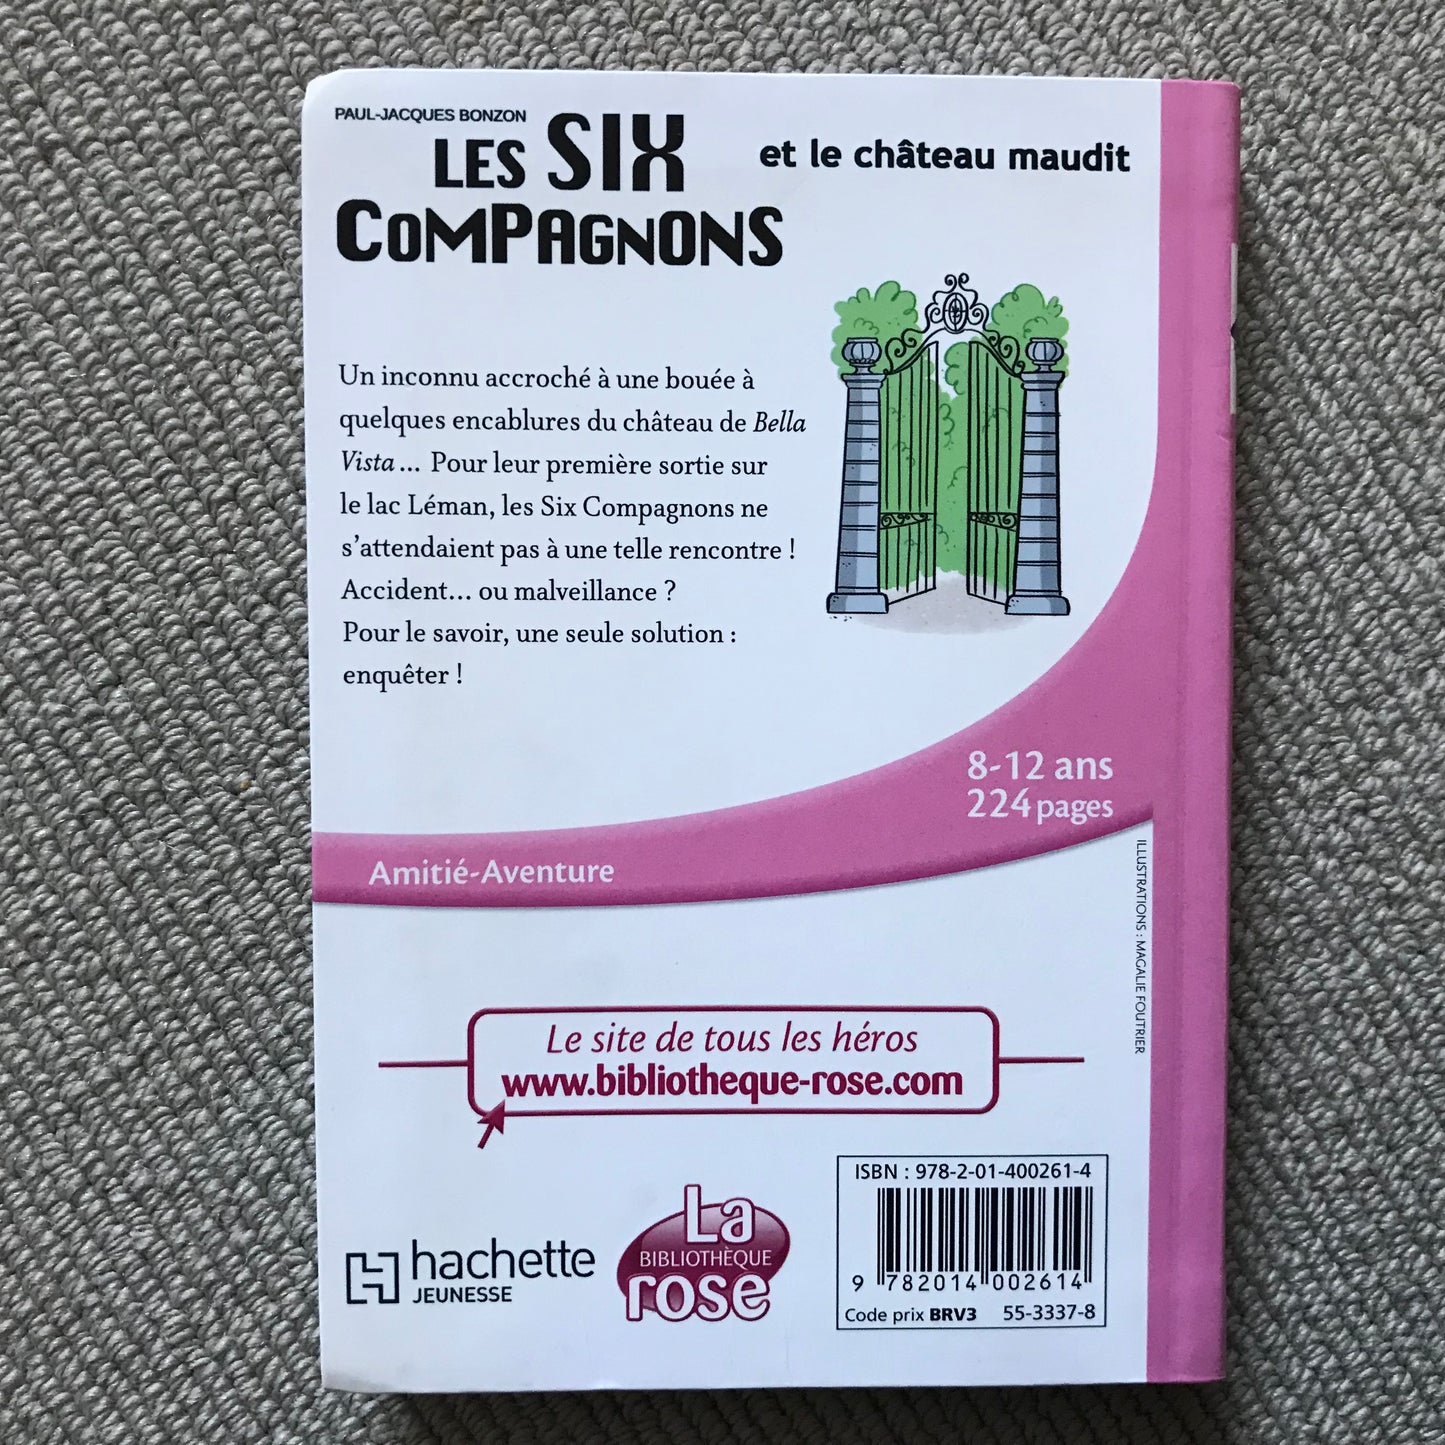 PAUL-JACQUES BONZON
LES SIX
COMPAGNONS
et le château maudit
Un inconnu accroché à une bouée à
quelques encablures du château de Bella
Vista... Pour leur première sortie sur
le lac Léman, les Six Compagnons ne
s'attendaient pas à une telle rencontre !
Accident... ou malveillance ?
Pour le savoir, une seule solution :
enquêter !
8-12 ans
224 pages
Amitié-Aventure
ILLUSTRATIONS : MAGALIE FOUTRIER
Le site de tous les héros
www.bibliotheque-rose.com
hachette
JEUNESSE
La
BIBLIOTHÈQUE
rose
ISBN : 978-2-01-400261-4
9 782014 002614
Code prix BRV3 55-3337-8